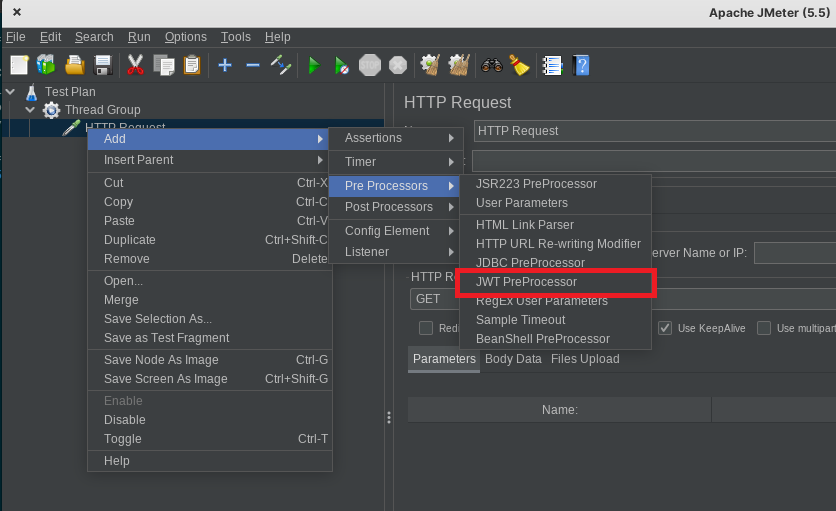 Apache JMeter (5.5)
File Edit Search Run Options Tools Help
STOP
Test Plan
Thread Group
HTTP Request
Add
Insert Parent
Cut Ctrl-X
Copy Ctrl-C
Paste Ctrl-V
Duplicate Ctrl+Shift-C
Remove Delete
Open...
Merge
Save Selection As...
Save as Test Fragment
Save Node As Image Ctrl-G
Save Screen As Image Ctrl+Shift-G
Enable
Disable
Toggle Ctrl-T
Help
Assertions
Timer
Pre Processors
Post Processors
Config Element
Listener
JSR223 PreProcessor
User Parameters
HTML Link Parser
HTTP URL Re-writing Modifier
JDBC PreProcessor
JWT PreProcessor
RegEx User Parameters
Sample Timeout
BeanShell PreProcessor
HTTP Request
HTTP Request
erver Name or IP:
HTTP Re
GET
Redi
Use KeepAlive
Use multipart
Parameters Body Data Files Upload
Name: